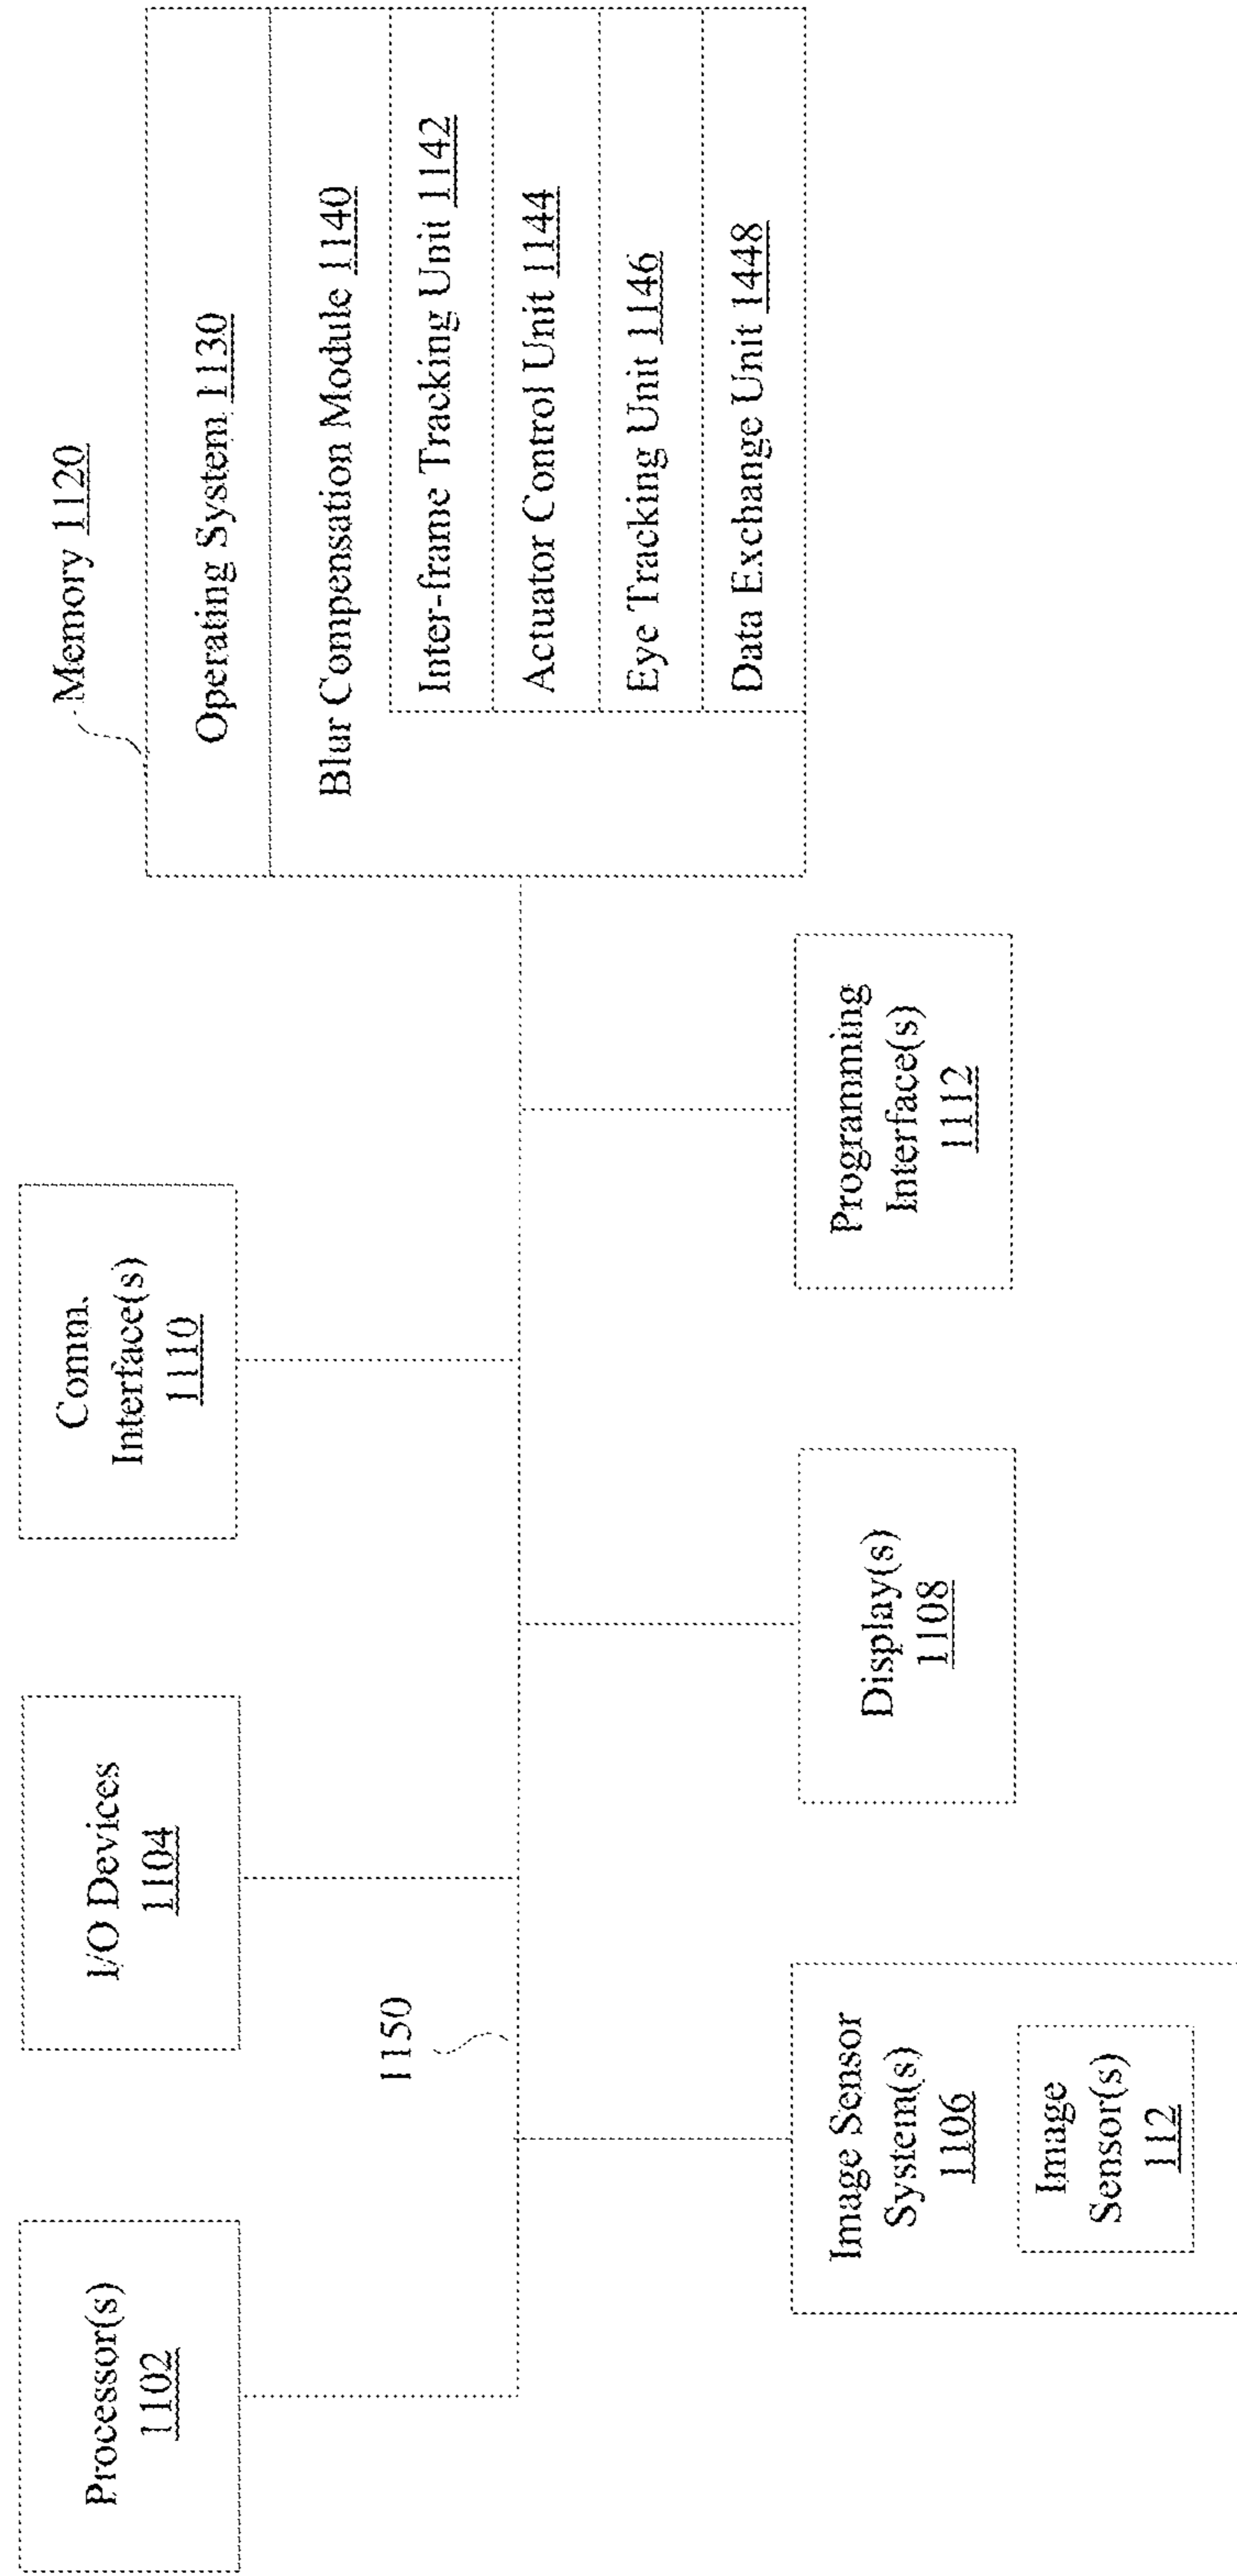 Processor(s)
1102
I/O Devices
1104
Comm.
Interface(s)
1110
Memory 1120
Operating System 1130
Blur Compensation Module 1140
Inter-frame Tracking Unit 1142
Actuator Control Unit 1144
Eye Tracking Unit 1146
Data Exchange Unit 1448
1150
Image Sensor
System(s)
1106
Image
Sensor(s)
112
Display(s)
1108
Programming
Interface(s)
1112